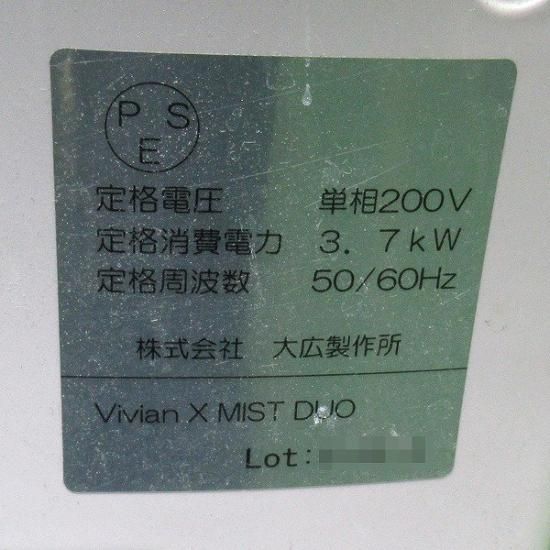 PSE
定格電圧 単相200V
定格消費電力 3.7kW
定格周波数 50/60Hz
株式会社 大広製作所
Vivian X MIST DUO
Lot: